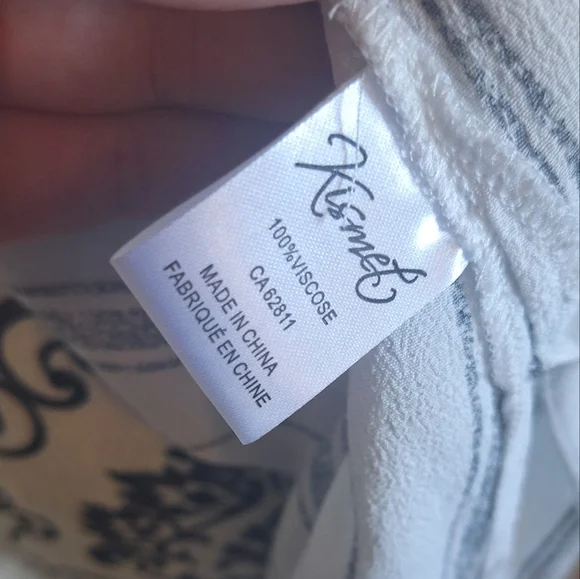 Kismet
100%VISCOSE
CA62811
MADE IN CHINA
FABRIQUÉ EN CHINE